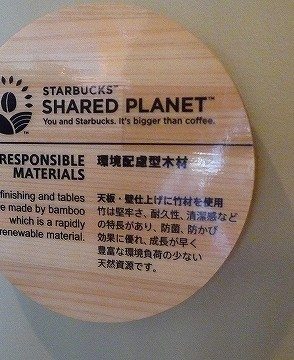 STARBUCKS™
SHARED PLANET™
You and Starbucks. It's bigger than coffee.
RESPONSIBLE
MATERIALS
環境配慮型木材
finishing and tables
made by bamboo
which is a rapidly
renewable material.
天板・壁仕上げに竹材を使用
竹は堅牢さ、耐久性、清潔感など
の特長があり、防菌、防かび
効果に優れ、成長が早く
豊富な環境負荷の少ない
天然資源です。